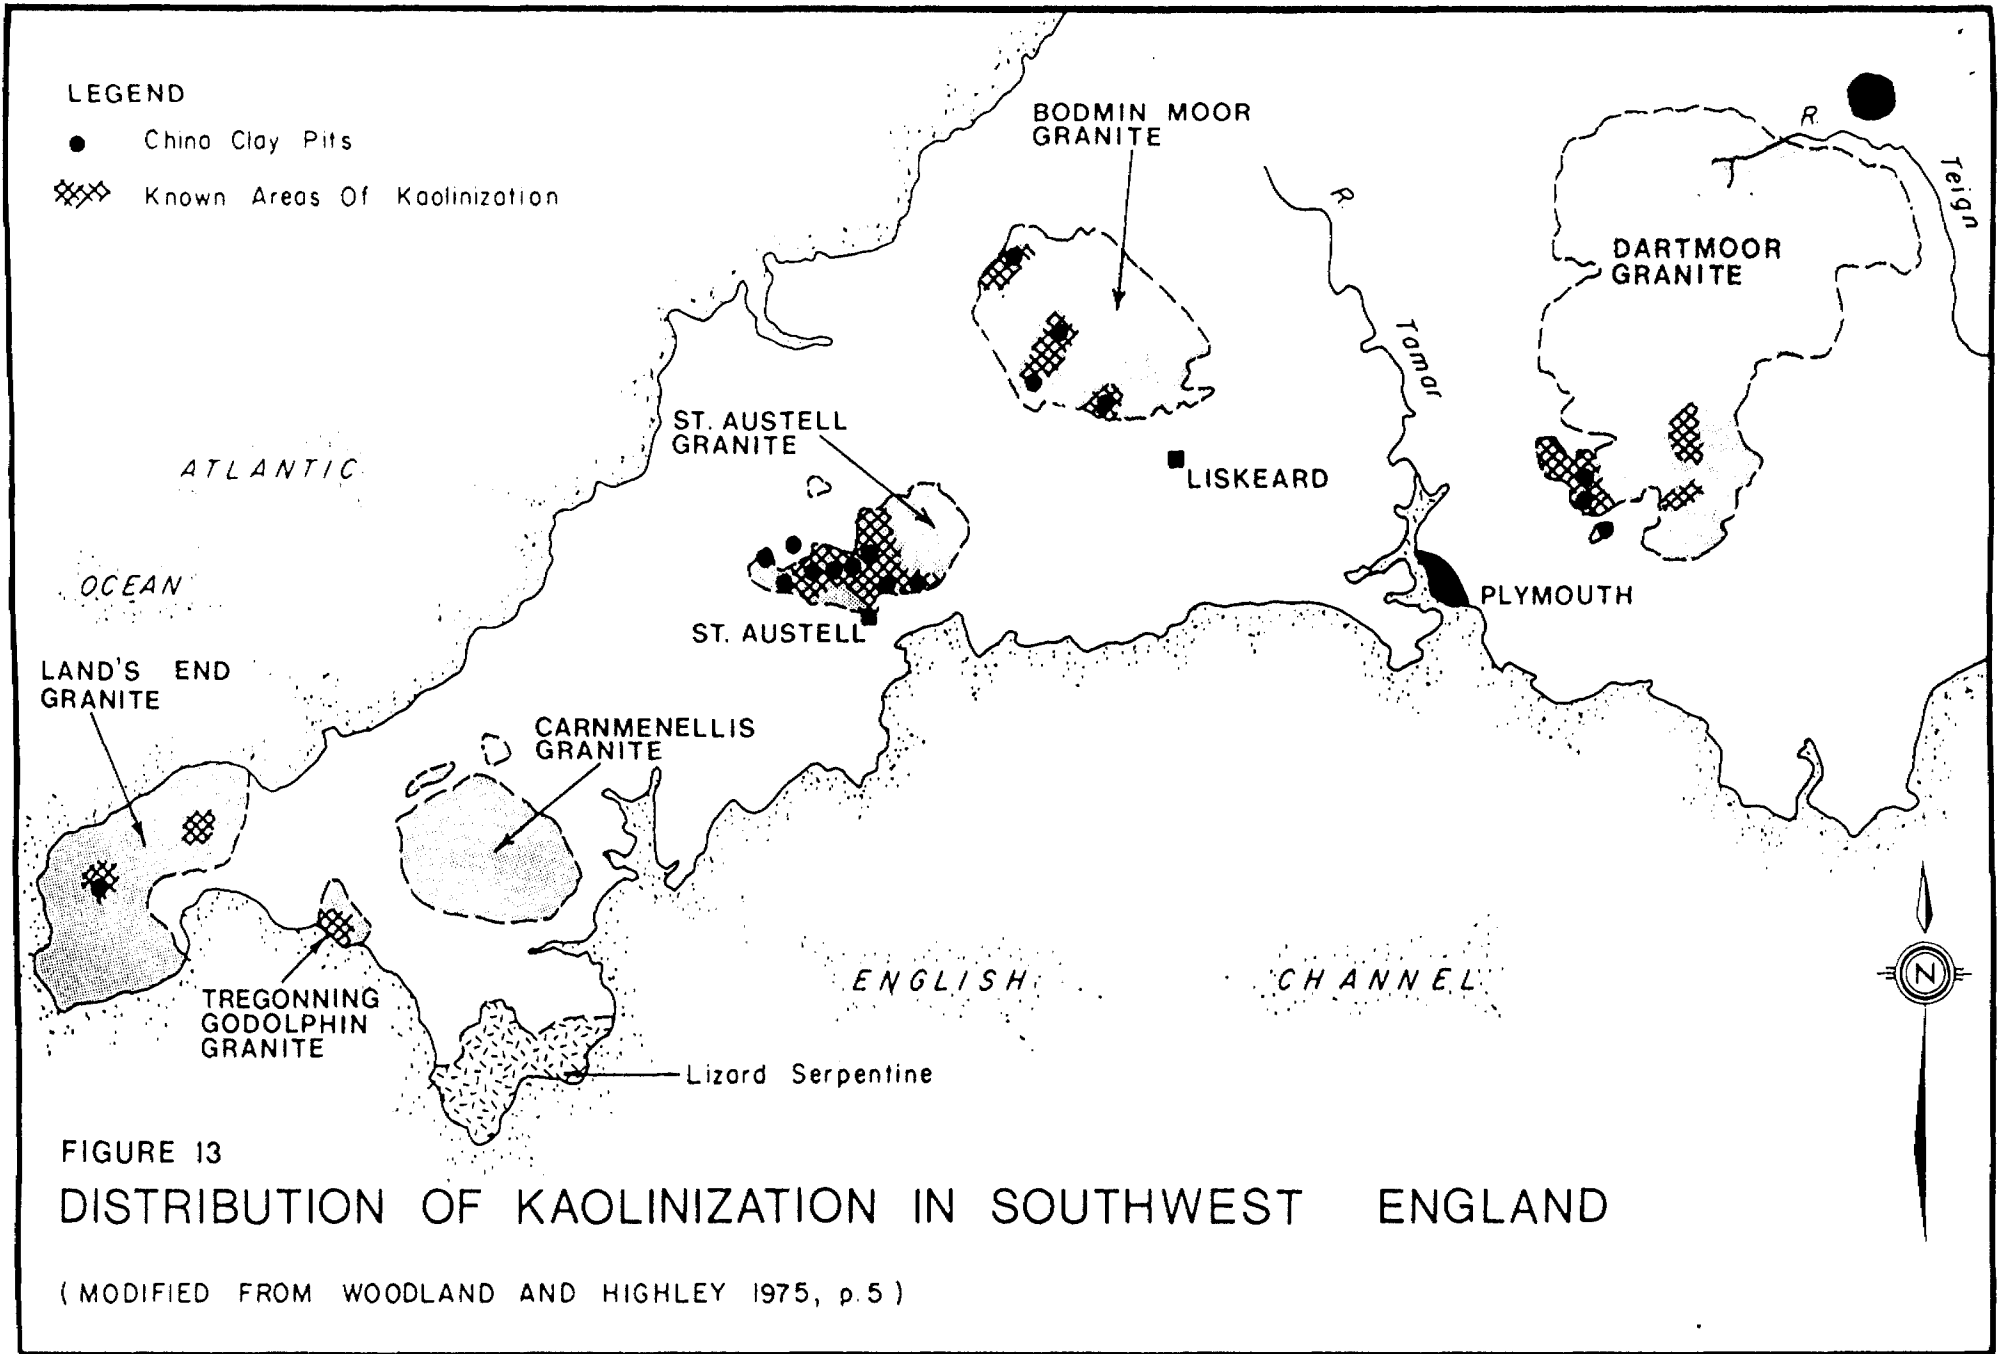 LEGEND
China Clay Pits
Known Areas Of Kaolinization
BODMIN MOOR
GRANITE
R.
Teign
R.
Tamar
DARTMOOR
GRANITE
ST. AUSTELL
GRANITE
LISKEARD
ATLANTIC
OCEAN
PLYMOUTH
ST. AUSTELL
LAND'S END
GRANITE
CARNMENELLIS
GRANITE
ENGLISH CHANNEL
N
TREGONNING
GODOLPHIN
GRANITE
Lizard Serpentine
FIGURE 13
DISTRIBUTION OF KAOLINIZATION IN SOUTHWEST ENGLAND
(MODIFIED FROM WOODLAND AND HIGHLEY 1975, p.5)